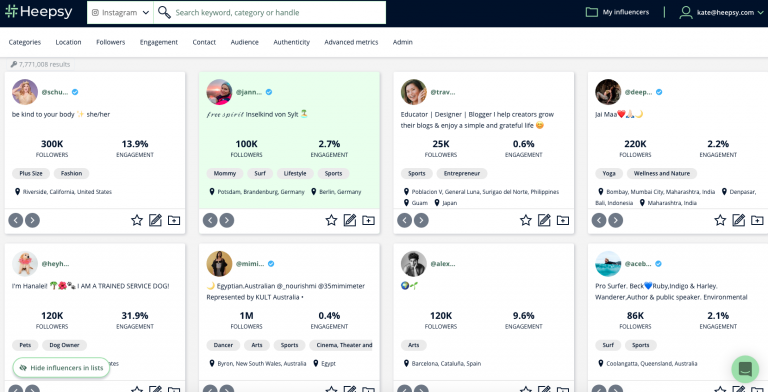 Heepsy
Instagram
Search keyword, category or handle
My influencers
kate@heepsy.com
Categories Location Followers Engagement Contact Audience Authenticity Advanced metrics Admin
7,771,008 results
@schu...
be kind to your body ✨ she/her
300K 13.9%
FOLLOWERS ENGAGEMENT
Plus Size Fashion
Riverside, California, United States
@jann...
𝒻𝓇𝑒𝑒 𝓈𝓅𝒾𝓇𝒾𝓉 Inselkind von Sylt 🏝
100K 2.7%
FOLLOWERS ENGAGEMENT
Mommy Surf Lifestyle Sports
Potsdam, Brandenburg, Germany Berlin, Germany
@trav...
Educator | Designer | Blogger I help creators grow
their blogs & enjoy a simple and grateful life 😊
25K 0.6%
FOLLOWERS ENGAGEMENT
Sports Entrepreneur
Poblacion V, General Luna, Surigao del Norte, Philippines
Guam Japan
@deep...
Jai Maa❤️🙏🏻🌙
220K 2.2%
FOLLOWERS ENGAGEMENT
Yoga Wellness and Nature
Bombay, Mumbai City, Maharashtra, India Denpasar,
Bali, Indonesia Maharashtra, India
@heyh...
I'm Hanalei! 🌴🌺🐾 I AM A TRAINED SERVICE DOG!
120K 31.9%
FOLLOWERS ENGAGEMENT
Pets Dog Owner
Hide influencers in lists
@mimi...
🌙 Egyptian.Australian @_nourishmi @35mimimeter
Represented by KULT Australia •
1M 0.4%
FOLLOWERS ENGAGEMENT
Dancer Arts Sports Cinema, Theater and
Byron, New South Wales, Australia Egypt
@alex...
🌍🌱
120K 9.6%
FOLLOWERS ENGAGEMENT
Arts
Barcelona, Cataluña, Spain
@aceb...
Pro Surfer. Beck💙Ruby,Indigo & Harley.
Wanderer,Author & public speaker. Environmental
86K 2.1%
FOLLOWERS ENGAGEMENT
Surf Sports
Coolangatta, Queensland, Australia